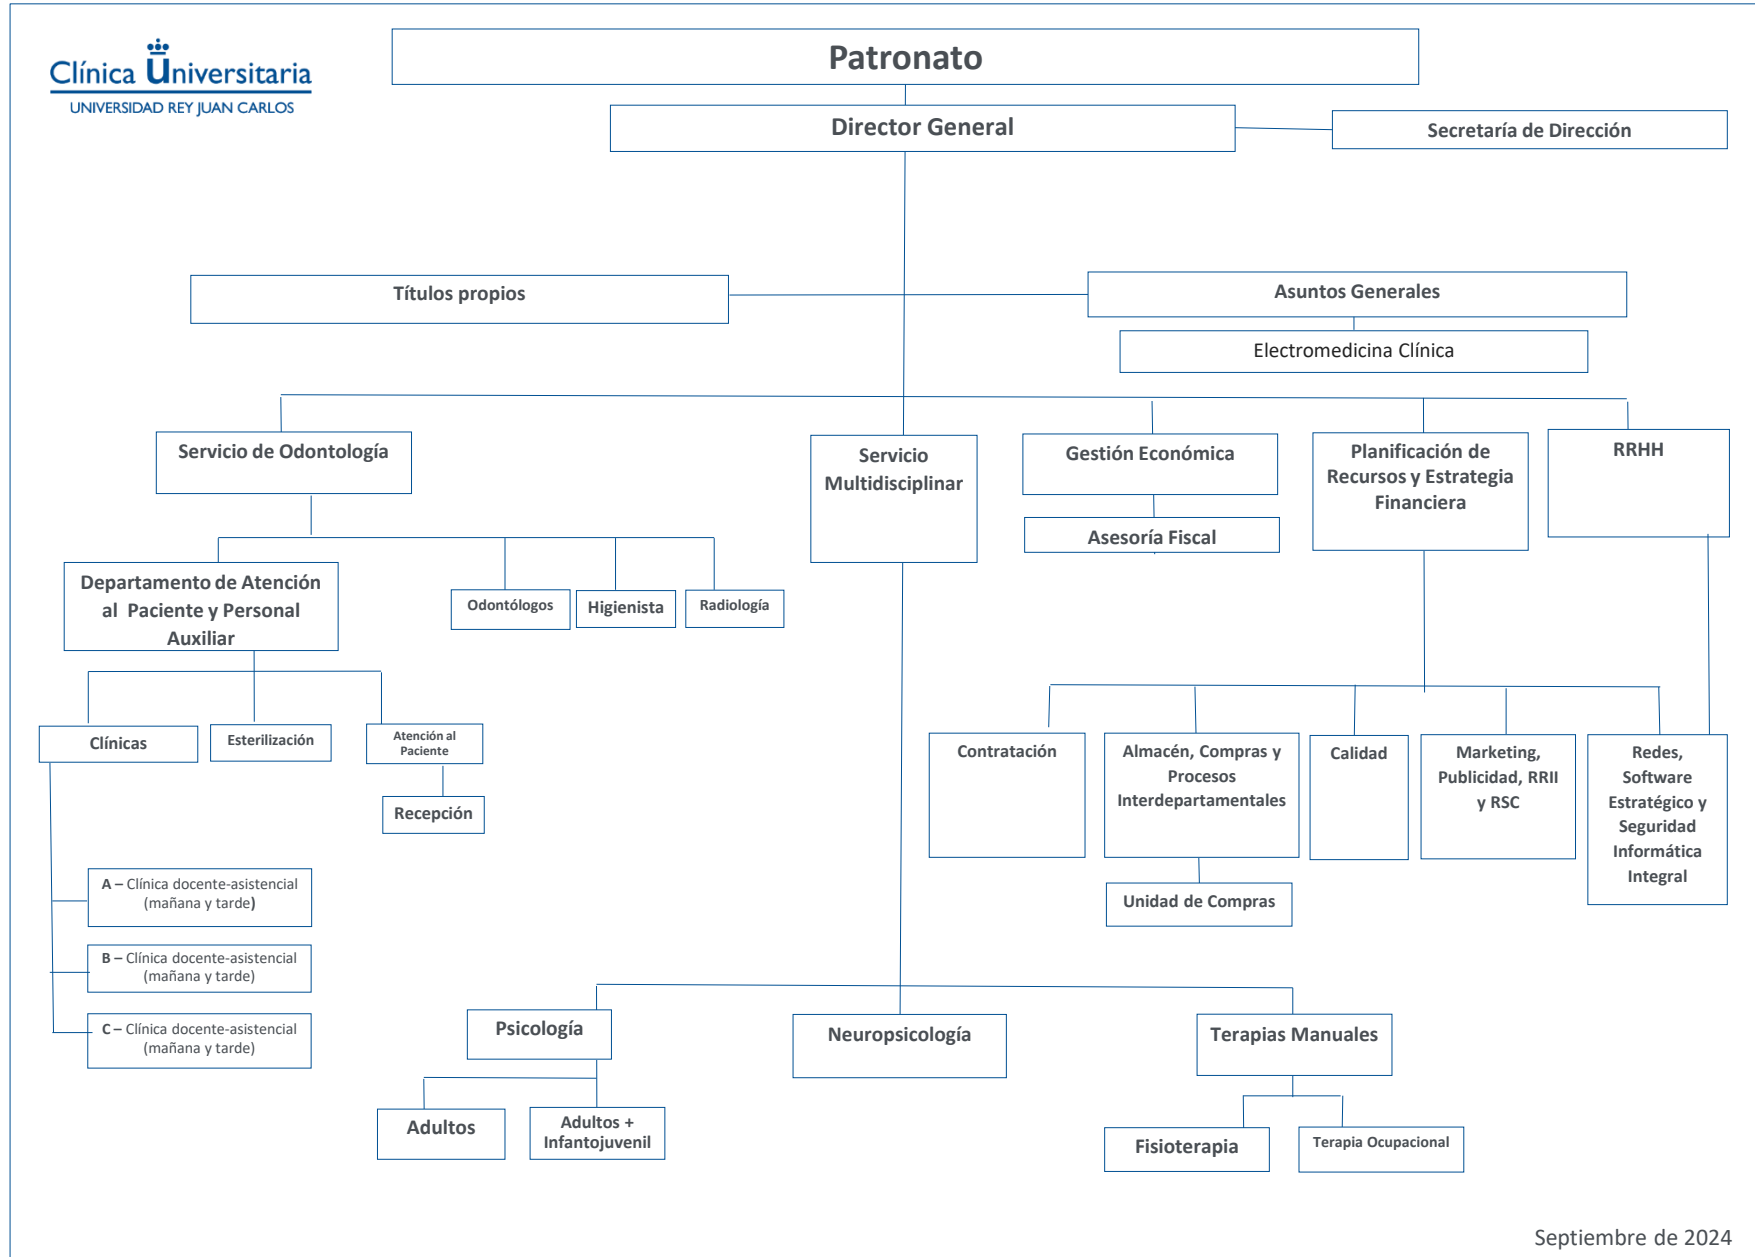 Clínica Universitaria
UNIVERSIDAD REY JUAN CARLOS
Patronato
Director General
Secretaría de Dirección
Títulos propios
Asuntos Generales
Electromedicina Clínica
Servicio de Odontología
Servicio
Multidisciplinar
Gestión Económica
Planificación de
Recursos y Estrategia
Financiera
RRHH
Asesoría Fiscal
Departamento de Atención
al Paciente y Personal
Auxiliar
Odontólogos
Higienista
Radiología
Clínicas
Esterilización
Atención al
Paciente
Recepción
Contratación
Almacén, Compras y
Procesos
Interdepartamentales
Calidad
Marketing,
Publicidad, RRII
y RSC
Redes,
Software
Estratégico y
Seguridad
Informática
Integral
Unidad de Compras
A – Clínica docente-asistencial
(mañana y tarde)
B – Clínica docente-asistencial
(mañana y tarde)
C – Clínica docente-asistencial
(mañana y tarde)
Psicología
Neuropsicología
Terapias Manuales
Adultos
Adultos +
Infantojuvenil
Fisioterapia
Terapia Ocupacional
Septiembre de 2024